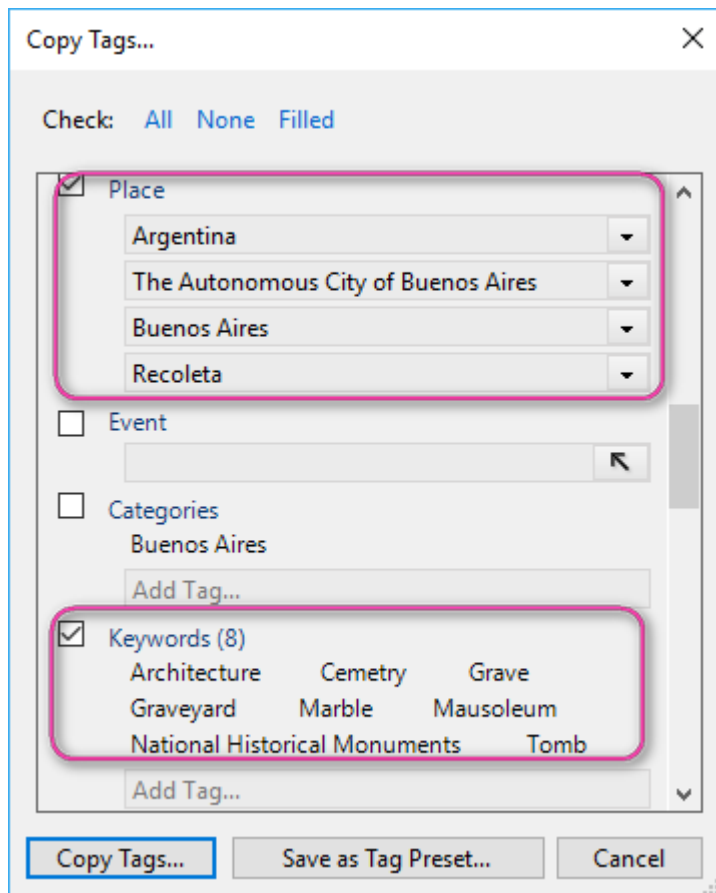 Copy Tags...
Check: All None Filled
Place
Argentina
The Autonomous City of Buenos Aires
Buenos Aires
Recoleta
Event
Categories
Buenos Aires
Add Tag...
Keywords (8)
Architecture Cemetry Grave
Graveyard Marble Mausoleum
National Historical Monuments Tomb
Add Tag...
Copy Tags... Save as Tag Preset... Cancel